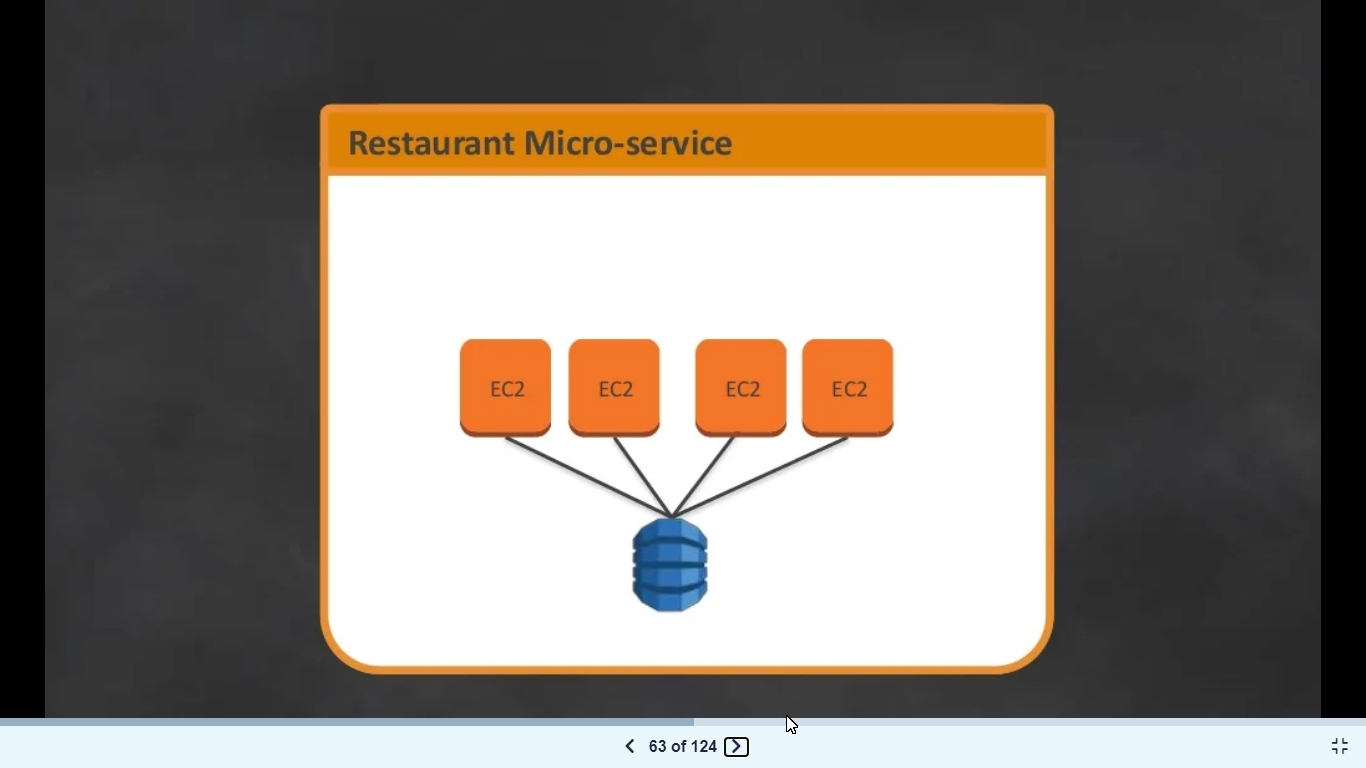 Restaurant Micro-service
EC2 EC2 EC2 EC2
63 of 124